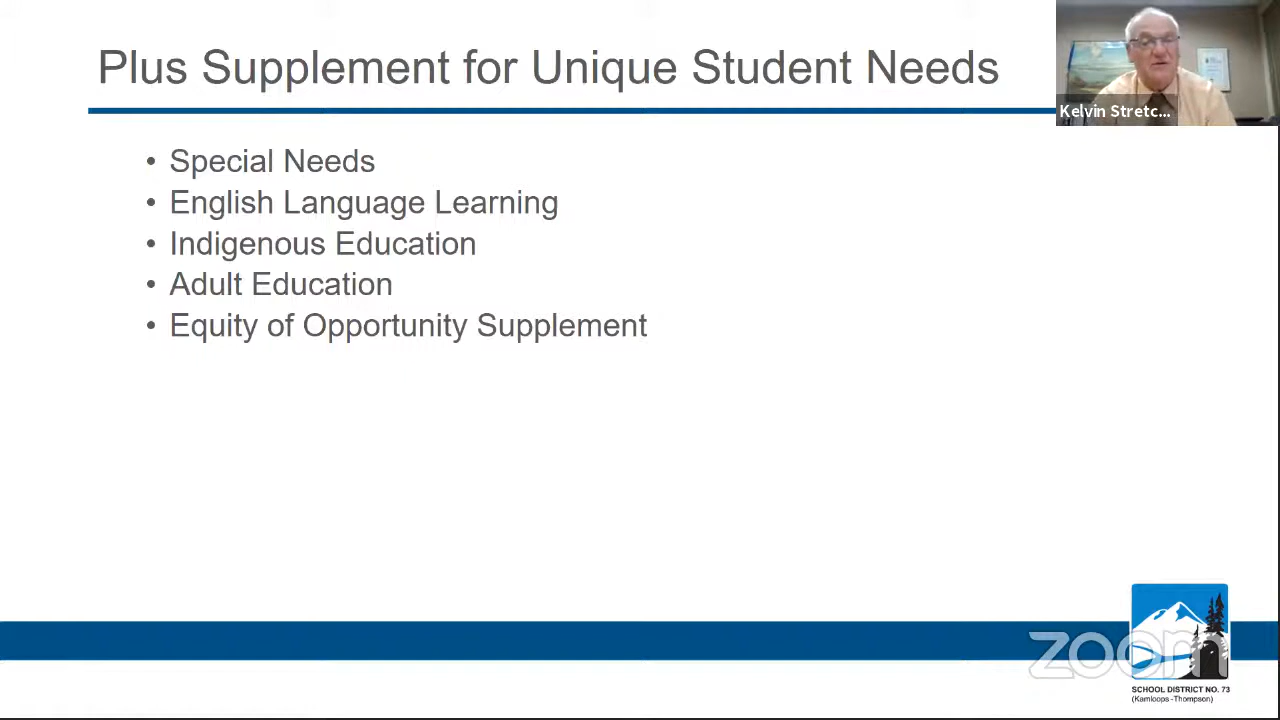 Plus Supplement for Unique Student Needs
Kelvin Stretc...
• Special Needs
• English Language Learning
• Indigenous Education
• Adult Education
• Equity of Opportunity Supplement
zoom
SCHOOL DISTRICT NO. 73
(Kamloops -Thompson)